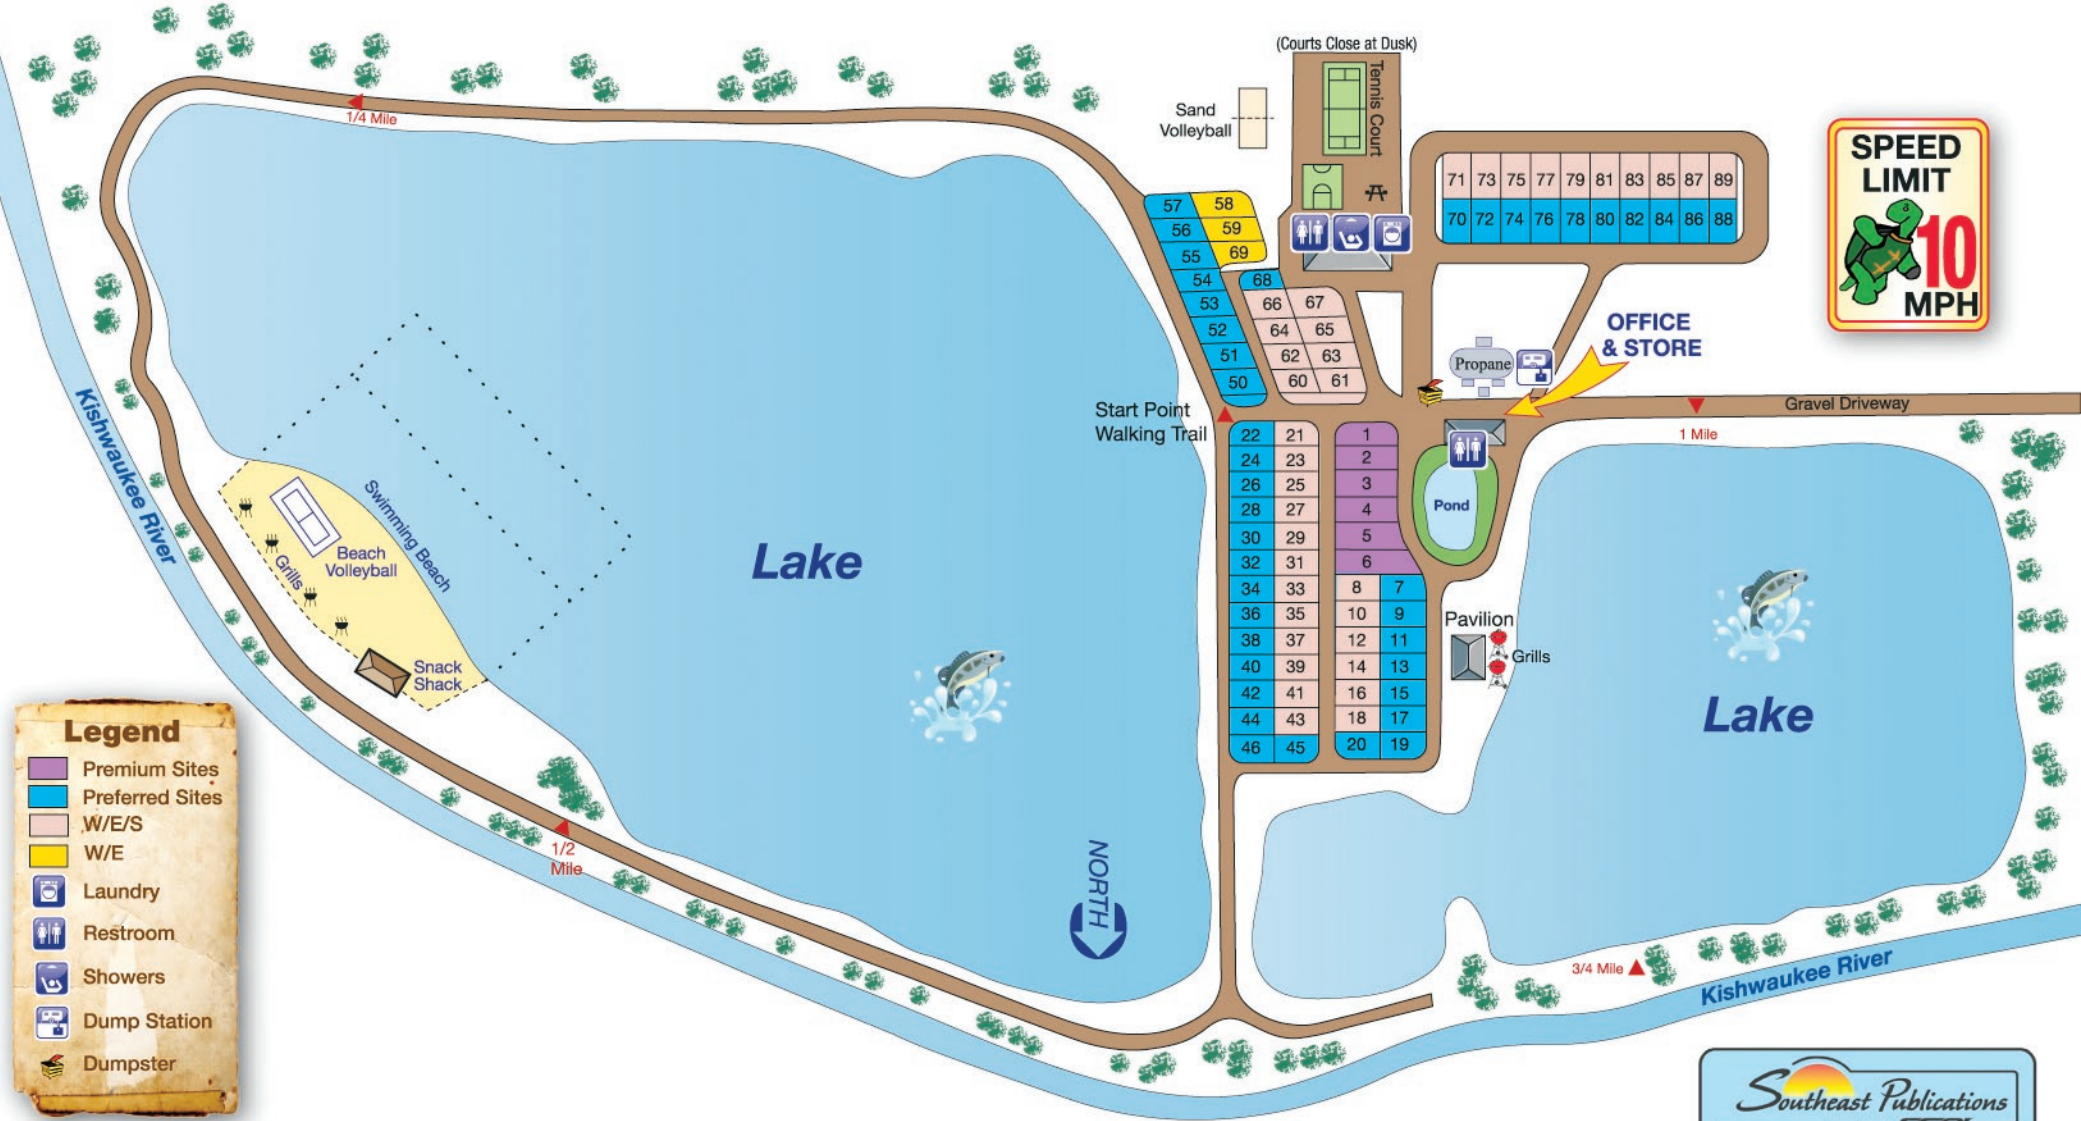 (Courts Close at Dusk)
Tennis Court
Sand
Volleyball
SPEED
LIMIT
10
MPH
1/4 Mile
71 73 75 77 79 81 83 85 87 89
70 72 74 76 78 80 82 84 86 88
57 58
56 59
55 69
54 68
53 66 67
52 64 65
51 62 63
50 60 61
OFFICE
& STORE
Propane
Gravel Driveway
1 Mile
Start Point
Walking Trail
22 21 1
24 23 2
26 25 3
28 27 4
30 29 5
32 31 6
34 33 8 7
36 35 10 9
38 37 12 11
40 39 14 13
42 41 16 15
44 43 18 17
46 45 20 19
Pond
Pavilion
Grills
Lake
Lake
Kishwaukee River
Swimming Beach
Beach
Volleyball
Grills
Snack
Shack
1/2
Mile
NORTH
3/4 Mile
Kishwaukee River
Legend
Premium Sites
Preferred Sites
W/E/S
W/E
Laundry
Restroom
Showers
Dump Station
Dumpster
Southeast Publications